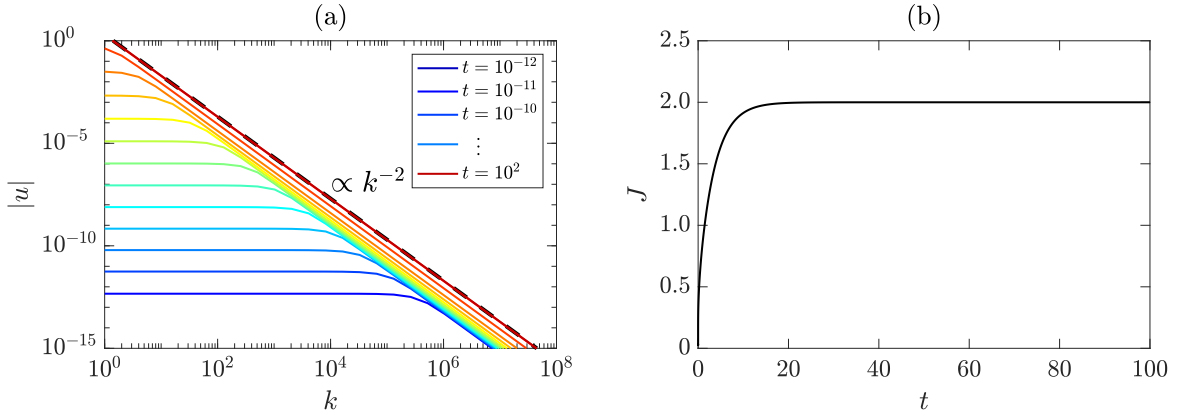 (a)
10^0
10^{-5}
10^{-10}
10^{-15}
|u|
t = 10^{-12}
t = 10^{-11}
t = 10^{-10}
⋮
t = 10^2
∝ k^{-2}
10^0 10^2 10^4 10^6 10^8
k
(b)
2.5
2.0
1.5
1.0
0.5
0
J
0 20 40 60 80 100
t